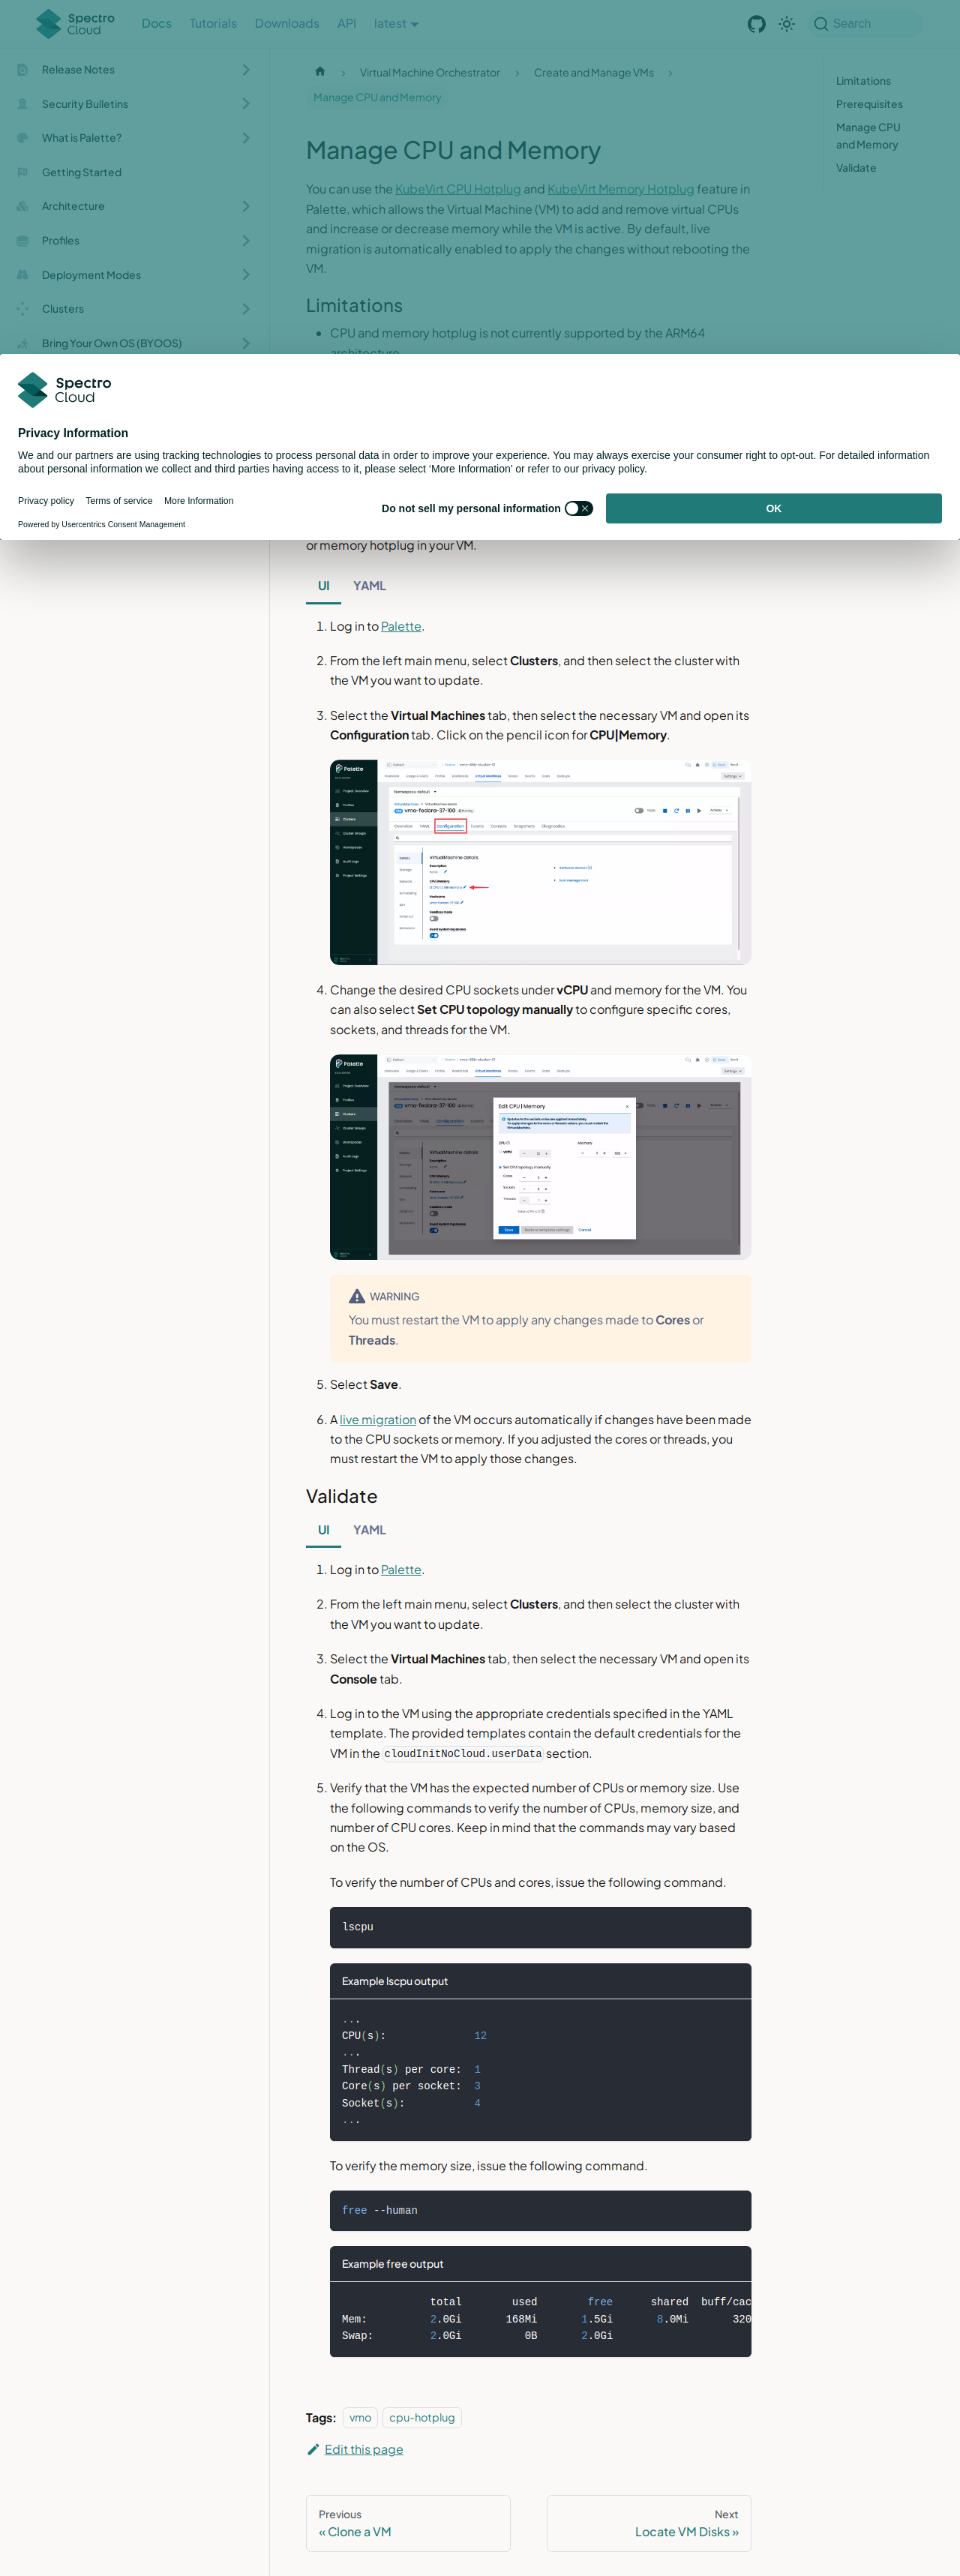 Spectro Cloud
Docs
Tutorials
Downloads
API
latest
Search
Release Notes
Security Bulletins
What is Palette?
Getting Started
Architecture
Profiles
Deployment Modes
Clusters
Bring Your Own OS (BYOOS)
Virtual Machine Orchestrator
Create and Manage VMs
Manage CPU and Memory
Limitations
Prerequisites
Manage CPU
and Memory
Validate
Manage CPU and Memory
You can use the KubeVirt CPU Hotplug and KubeVirt Memory Hotplug feature in
Palette, which allows the Virtual Machine (VM) to add and remove virtual CPUs
and increase or decrease memory while the VM is active. By default, live
migration is automatically enabled to apply the changes without rebooting the
VM.
Limitations
• CPU and memory hotplug is not currently supported by the ARM64
architecture
Spectro
Cloud
Privacy Information
We and our partners are using tracking technologies to process personal data in order to improve your experience. You may always exercise your consumer right to opt-out. For detailed information
about personal information we collect and third parties having access to it, please select ‘More Information’ or refer to our privacy policy.
Privacy policy
Terms of service
More Information
Powered by Usercentrics Consent Management
Do not sell my personal information
OK
or memory hotplug in your VM.
UI
YAML
1. Log in to Palette.
2. From the left main menu, select Clusters, and then select the cluster with
the VM you want to update.
3. Select the Virtual Machines tab, then select the necessary VM and open its
Configuration tab. Click on the pencil icon for CPU|Memory.
4. Change the desired CPU sockets under vCPU and memory for the VM. You
can also select Set CPU topology manually to configure specific cores,
sockets, and threads for the VM.
Edit CPU | Memory
WARNING
You must restart the VM to apply any changes made to Cores or
Threads.
5. Select Save.
6. A live migration of the VM occurs automatically if changes have been made
to the CPU sockets or memory. If you adjusted the cores or threads, you
must restart the VM to apply those changes.
Validate
UI
YAML
1. Log in to Palette.
2. From the left main menu, select Clusters, and then select the cluster with
the VM you want to update.
3. Select the Virtual Machines tab, then select the necessary VM and open its
Console tab.
4. Log in to the VM using the appropriate credentials specified in the YAML
template. The provided templates contain the default credentials for the
VM in the cloudInitNoCloud.userData section.
5. Verify that the VM has the expected number of CPUs or memory size. Use
the following commands to verify the number of CPUs, memory size, and
number of CPU cores. Keep in mind that the commands may vary based
on the OS.
To verify the number of CPUs and cores, issue the following command.
lscpu
Example lscpu output
...
CPU(s): 12
...
Thread(s) per core: 1
Core(s) per socket: 3
Socket(s): 4
...
To verify the memory size, issue the following command.
free --human
Example free output
total used free shared buff/cac
Mem: 2.0Gi 168Mi 1.5Gi 8.0Mi 320
Swap: 2.0Gi 0B 2.0Gi
Tags: vmo cpu-hotplug
Edit this page
Previous
« Clone a VM
Next
Locate VM Disks »